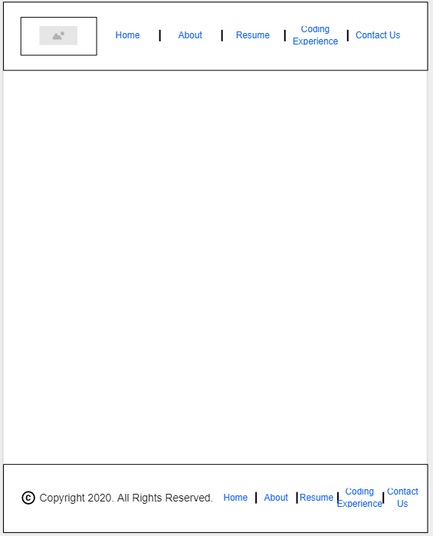 Home | About | Resume | Coding Experience | Contact Us
© Copyright 2020. All Rights Reserved. Home | About | Resume | Coding Experience | Contact Us